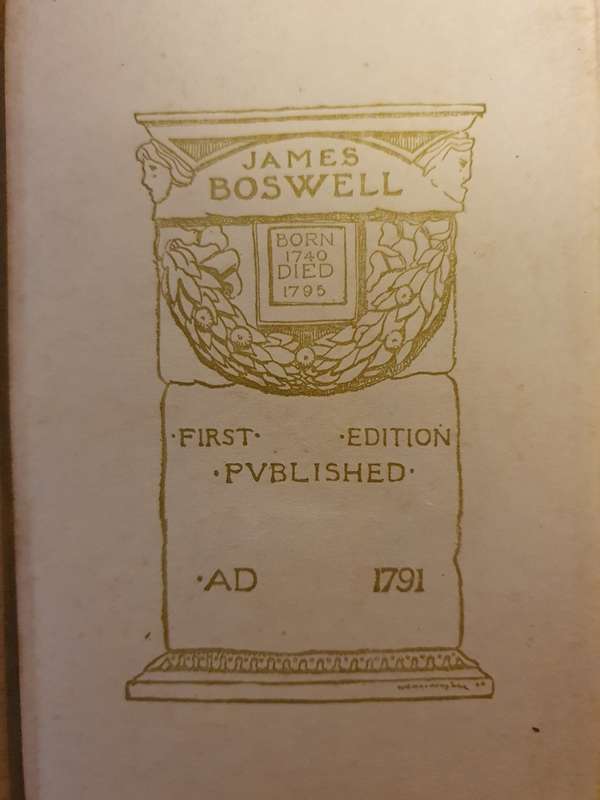 JAMES
BOSWELL
BORN
1740
DIED
1795
·FIRST· ·EDITION
·PVBLISHED·
·AD 1791